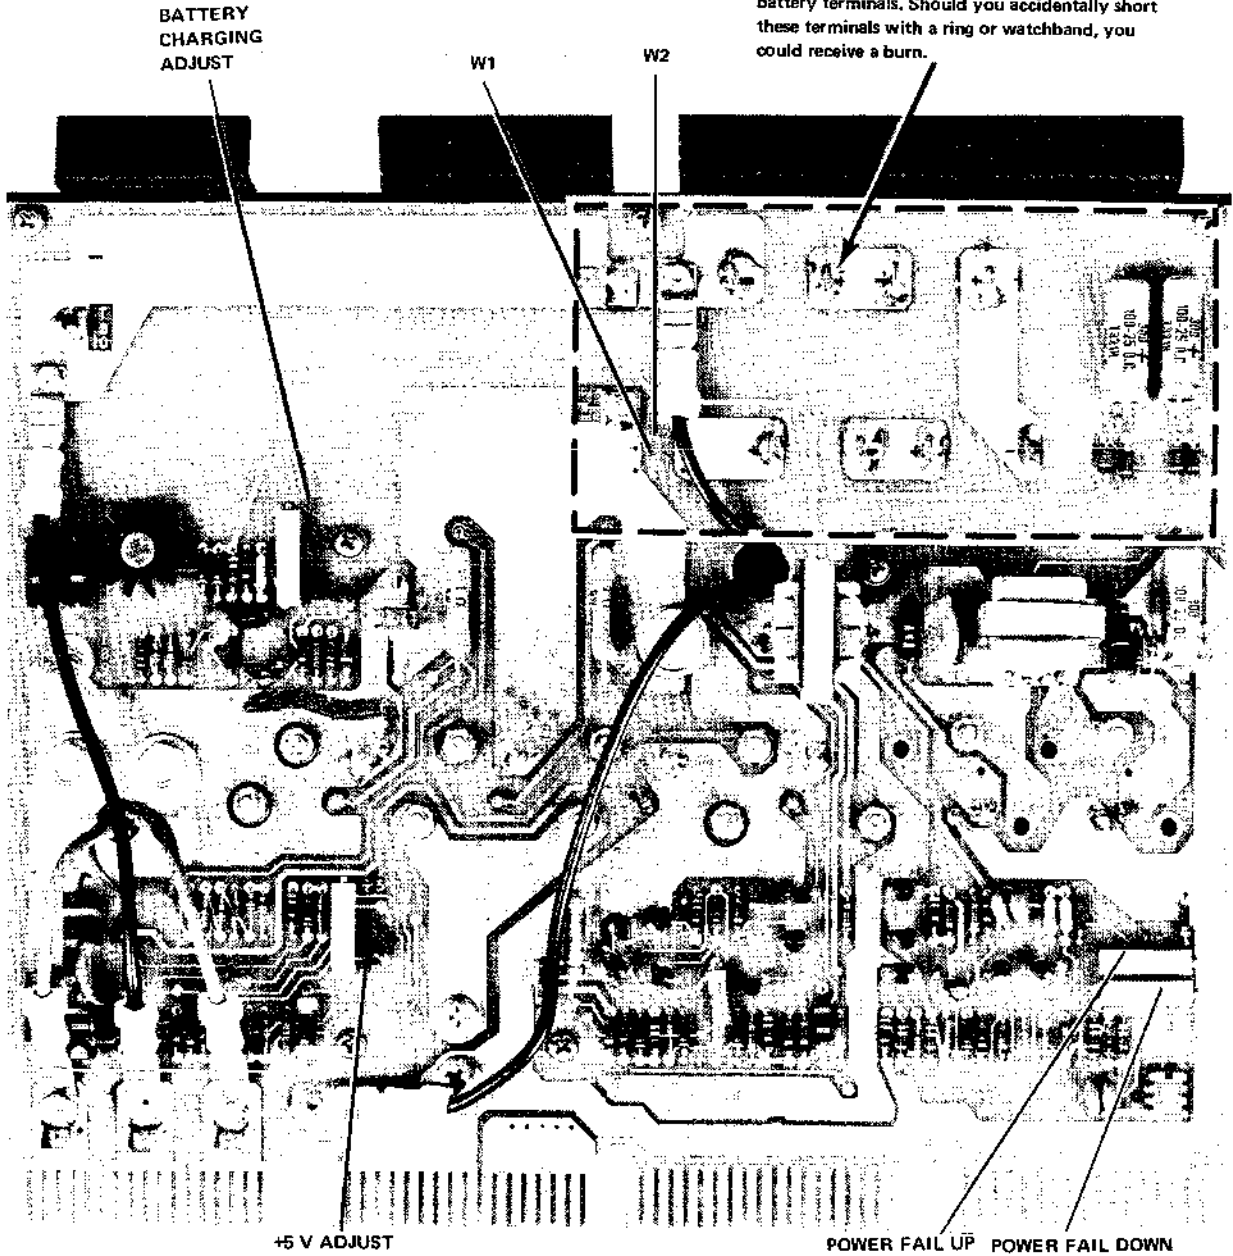 battery terminals. Should you accidentally short
these terminals with a ring or watchband, you
could receive a burn.
BATTERY
CHARGING
ADJUST
W1
W2
+5 V ADJUST
POWER FAIL UP
POWER FAIL DOWN